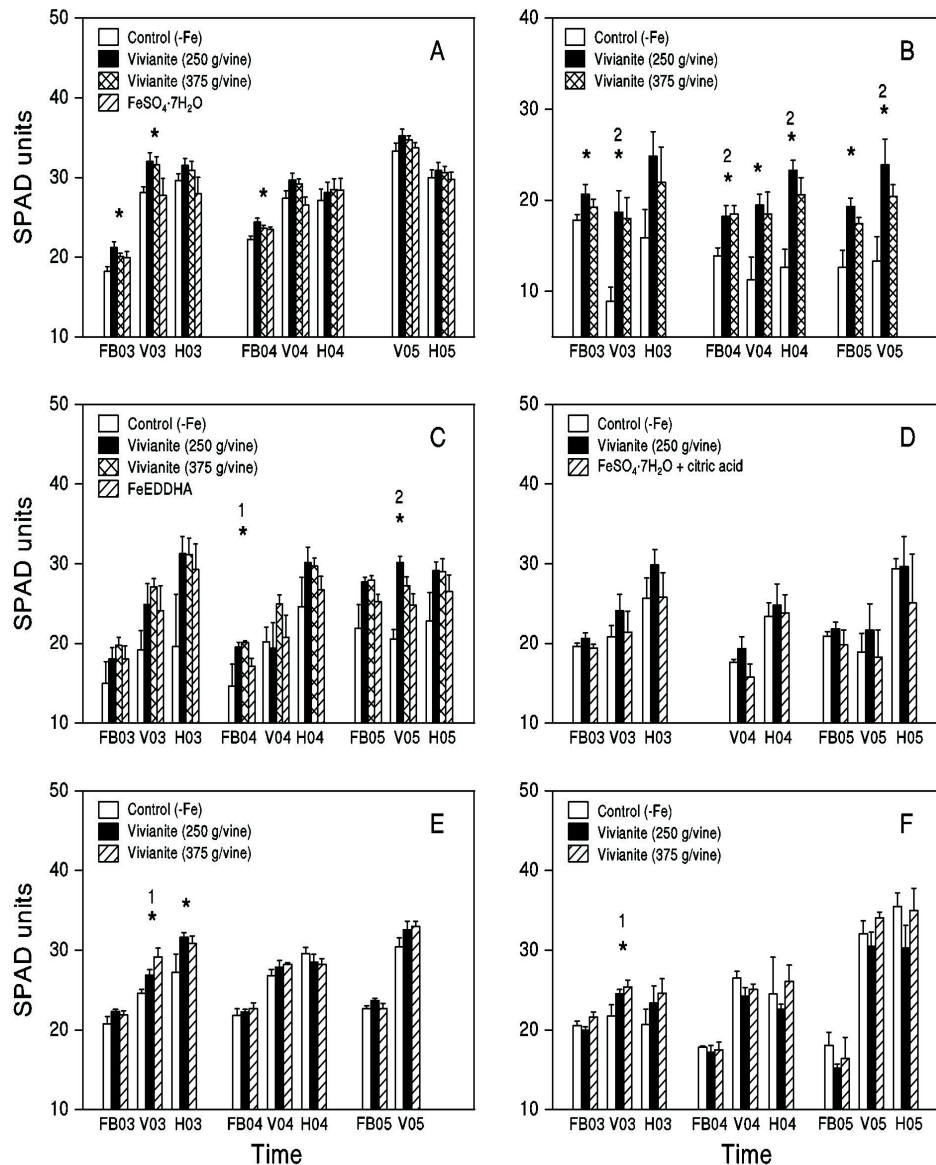 A
Control (-Fe)
Vivianite (250 g/vine)
Vivianite (375 g/vine)
FeSO₄·7H₂O
SPAD units
50
40
30
20
10
*
*
*
FB03 V03 H03 FB04 V04 H04 V05 H05
B
Control (-Fe)
Vivianite (250 g/vine)
Vivianite (375 g/vine)
40
30
20
10
*
2
*
2
*
*
2
*
*
2
*
FB03 V03 H03 FB04 V04 H04 FB05 V05
C
Control (-Fe)
Vivianite (250 g/vine)
Vivianite (375 g/vine)
FeEDDHA
SPAD units
50
40
30
20
10
1
*
2
*
FB03 V03 H03 FB04 V04 H04 FB05 V05 H05
D
Control (-Fe)
Vivianite (250 g/vine)
FeSO₄·7H₂O + citric acid
50
40
30
20
10
FB03 V03 H03 V04 H04 FB05 V05 H05
E
Control (-Fe)
Vivianite (250 g/vine)
Vivianite (375 g/vine)
SPAD units
50
40
30
20
10
1
*
*
FB03 V03 H03 FB04 V04 H04 FB05 V05
Time
F
Control (-Fe)
Vivianite (250 g/vine)
Vivianite (375 g/vine)
50
40
30
20
10
1
*
FB03 V03 H03 FB04 V04 H04 FB05 V05 H05
Time